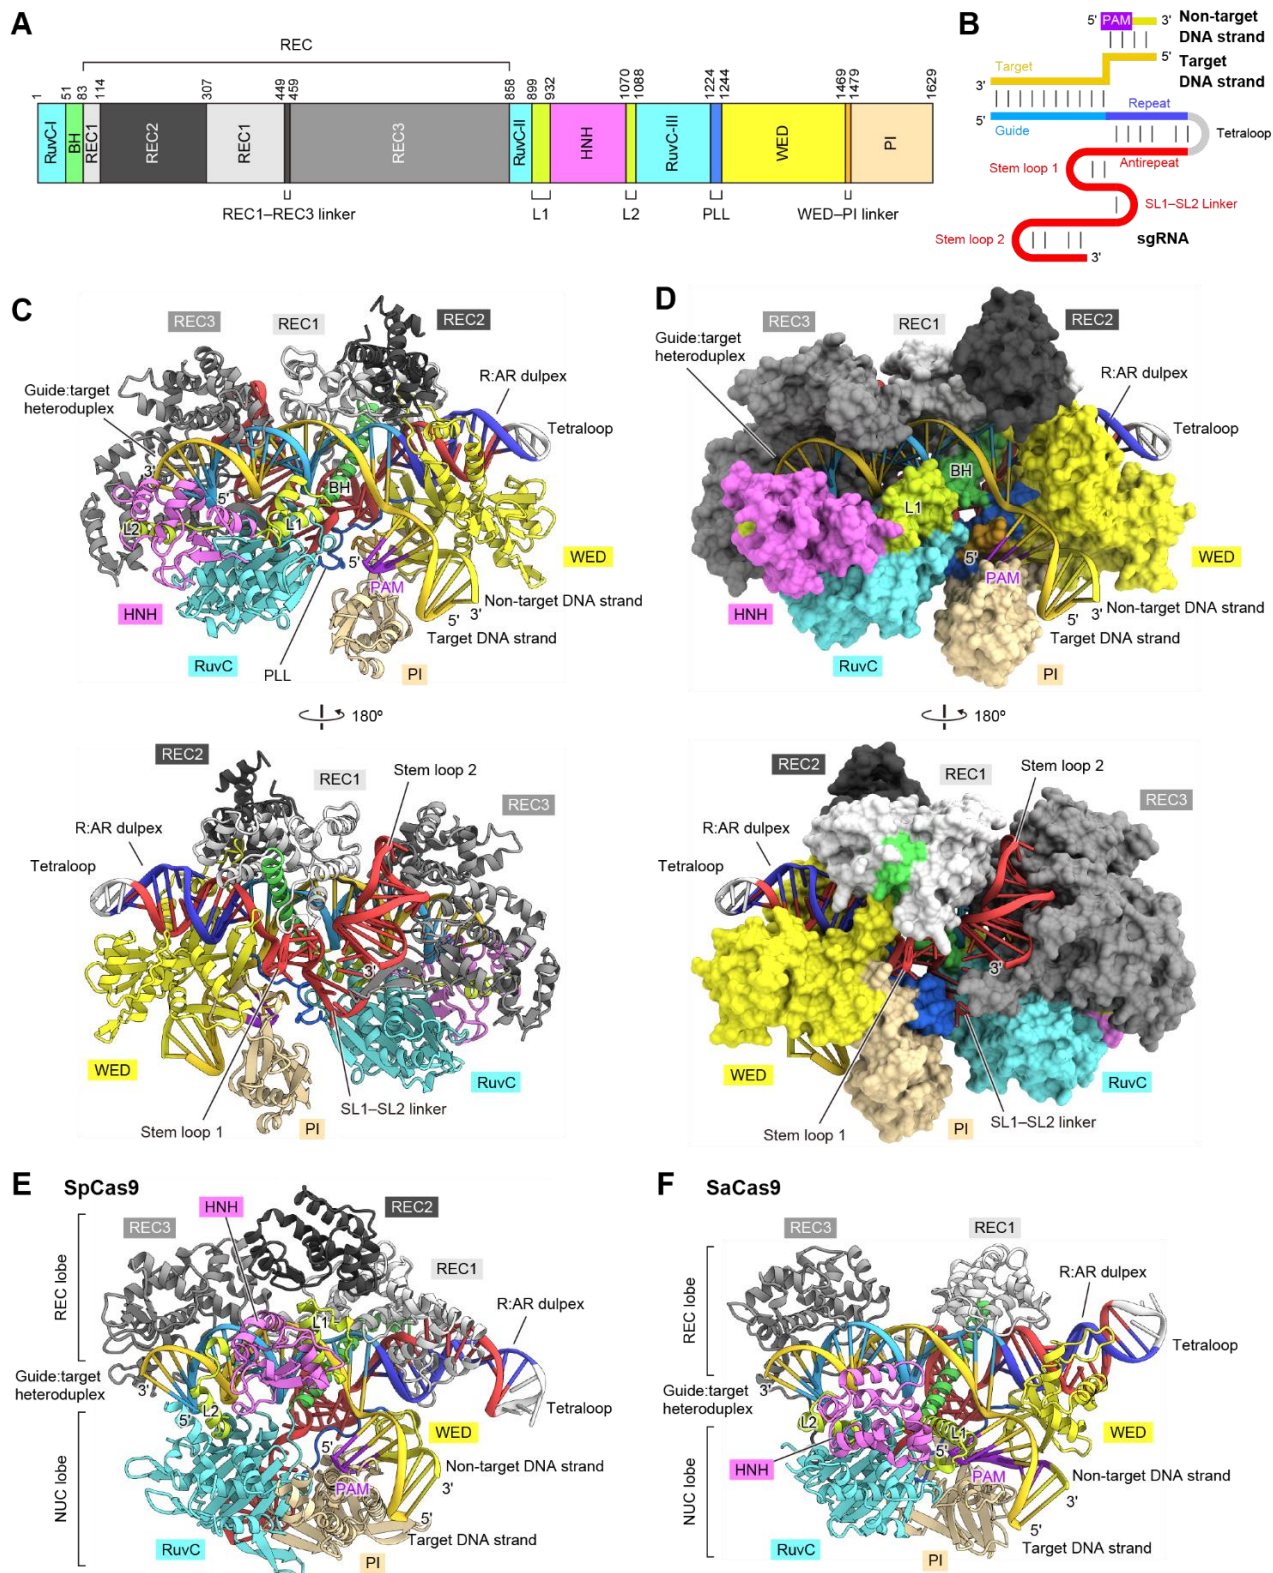 A
REC
1
51
83
114
307
449
459
858
899
932
1070
1088
1224
1244
1469
1479
1629
RuvC-I
BH
REC1
REC2
REC1
REC3
RuvC-II
HNH
RuvC-III
WED
PI
REC1–REC3 linker
L1
L2
PLL
WED–PI linker
B
5' PAM 3' Non-target
DNA strand
5' Target
DNA strand
Target
3'
Repeat
5'
Guide
Tetraloop
Antirepeat
Stem loop 1
SL1–SL2 Linker
Stem loop 2
sgRNA
3'
C
REC3
REC1
REC2
Guide:target
heteroduplex
R:AR dulpex
Tetraloop
3'
5'
BH
L2
L1
WED
5'
PAM
HNH
Non-target DNA strand
3'
5'
Target DNA strand
RuvC
PLL
PI
180º
REC2
REC1
Stem loop 2
REC3
R:AR dulpex
Tetraloop
3'
WED
RuvC
SL1–SL2 linker
Stem loop 1
PI
D
REC3
REC1
REC2
Guide:target
heteroduplex
R:AR dulpex
Tetraloop
BH
L1
WED
5'
PAM
HNH
Non-target DNA strand
3'
5'
Target DNA strand
RuvC
PI
180º
REC2
REC1
Stem loop 2
REC3
R:AR dulpex
Tetraloop
3'
WED
RuvC
SL1–SL2 linker
Stem loop 1
PI
E SpCas9
HNH
REC2
REC3
REC1
REC lobe
L1
R:AR dulpex
Guide:target
heteroduplex
3'
5'
L2
Tetraloop
WED
5'
PAM
Non-target DNA strand
3'
NUC lobe
5'
Target DNA strand
RuvC
PI
F SaCas9
REC3
REC1
REC lobe
R:AR dulpex
Tetraloop
Guide:target
heteroduplex
3'
L2
L1
WED
5'
HNH
PAM
Non-target DNA strand
3'
NUC lobe
5'
Target DNA strand
RuvC
PI